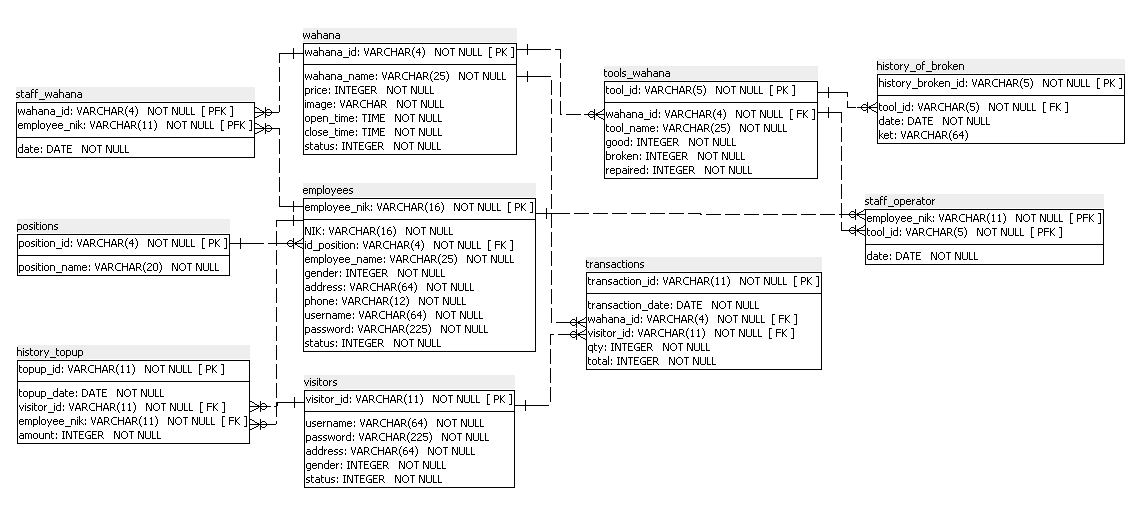 wahana
wahana_id: VARCHAR(4)   NOT NULL  [ PK ]
wahana_name: VARCHAR(25)   NOT NULL
price: INTEGER   NOT NULL
image: VARCHAR   NOT NULL
open_time: TIME   NOT NULL
close_time: TIME   NOT NULL
status: INTEGER   NOT NULL
staff_wahana
wahana_id: VARCHAR(4)   NOT NULL  [ PFK ]
employee_nik: VARCHAR(11)   NOT NULL  [ PFK ]
date: DATE   NOT NULL
tools_wahana
tool_id: VARCHAR(5)   NOT NULL  [ PK ]
wahana_id: VARCHAR(4)   NOT NULL  [ FK ]
tool_name: VARCHAR(25)   NOT NULL
good: INTEGER   NOT NULL
broken: INTEGER   NOT NULL
repaired: INTEGER   NOT NULL
history_of_broken
history_broken_id: VARCHAR(5)   NOT NULL  [ PK ]
tool_id: VARCHAR(5)   NOT NULL  [ FK ]
date: DATE   NOT NULL
ket: VARCHAR(64)
employees
employee_nik: VARCHAR(16)   NOT NULL  [ PK ]
NIK: VARCHAR(16)   NOT NULL
id_position: VARCHAR(4)   NOT NULL  [ FK ]
employee_name: VARCHAR(25)   NOT NULL
gender: INTEGER   NOT NULL
address: VARCHAR(64)   NOT NULL
phone: VARCHAR(12)   NOT NULL
username: VARCHAR(64)   NOT NULL
password: VARCHAR(225)   NOT NULL
status: INTEGER   NOT NULL
positions
position_id: VARCHAR(4)   NOT NULL  [ PK ]
position_name: VARCHAR(20)   NOT NULL
staff_operator
employee_nik: VARCHAR(11)   NOT NULL  [ PFK ]
tool_id: VARCHAR(5)   NOT NULL  [ PFK ]
date: DATE   NOT NULL
transactions
transaction_id: VARCHAR(11)   NOT NULL  [ PK ]
transaction_date: DATE   NOT NULL
wahana_id: VARCHAR(4)   NOT NULL  [ FK ]
visitor_id: VARCHAR(11)   NOT NULL  [ FK ]
qty: INTEGER   NOT NULL
total: INTEGER   NOT NULL
history_topup
topup_id: VARCHAR(11)   NOT NULL  [ PK ]
topup_date: DATE   NOT NULL
visitor_id: VARCHAR(11)   NOT NULL  [ FK ]
employee_nik: VARCHAR(11)   NOT NULL  [ FK ]
amount: INTEGER   NOT NULL
visitors
visitor_id: VARCHAR(11)   NOT NULL  [ PK ]
username: VARCHAR(64)   NOT NULL
password: VARCHAR(225)   NOT NULL
address: VARCHAR(64)   NOT NULL
gender: INTEGER   NOT NULL
status: INTEGER   NOT NULL